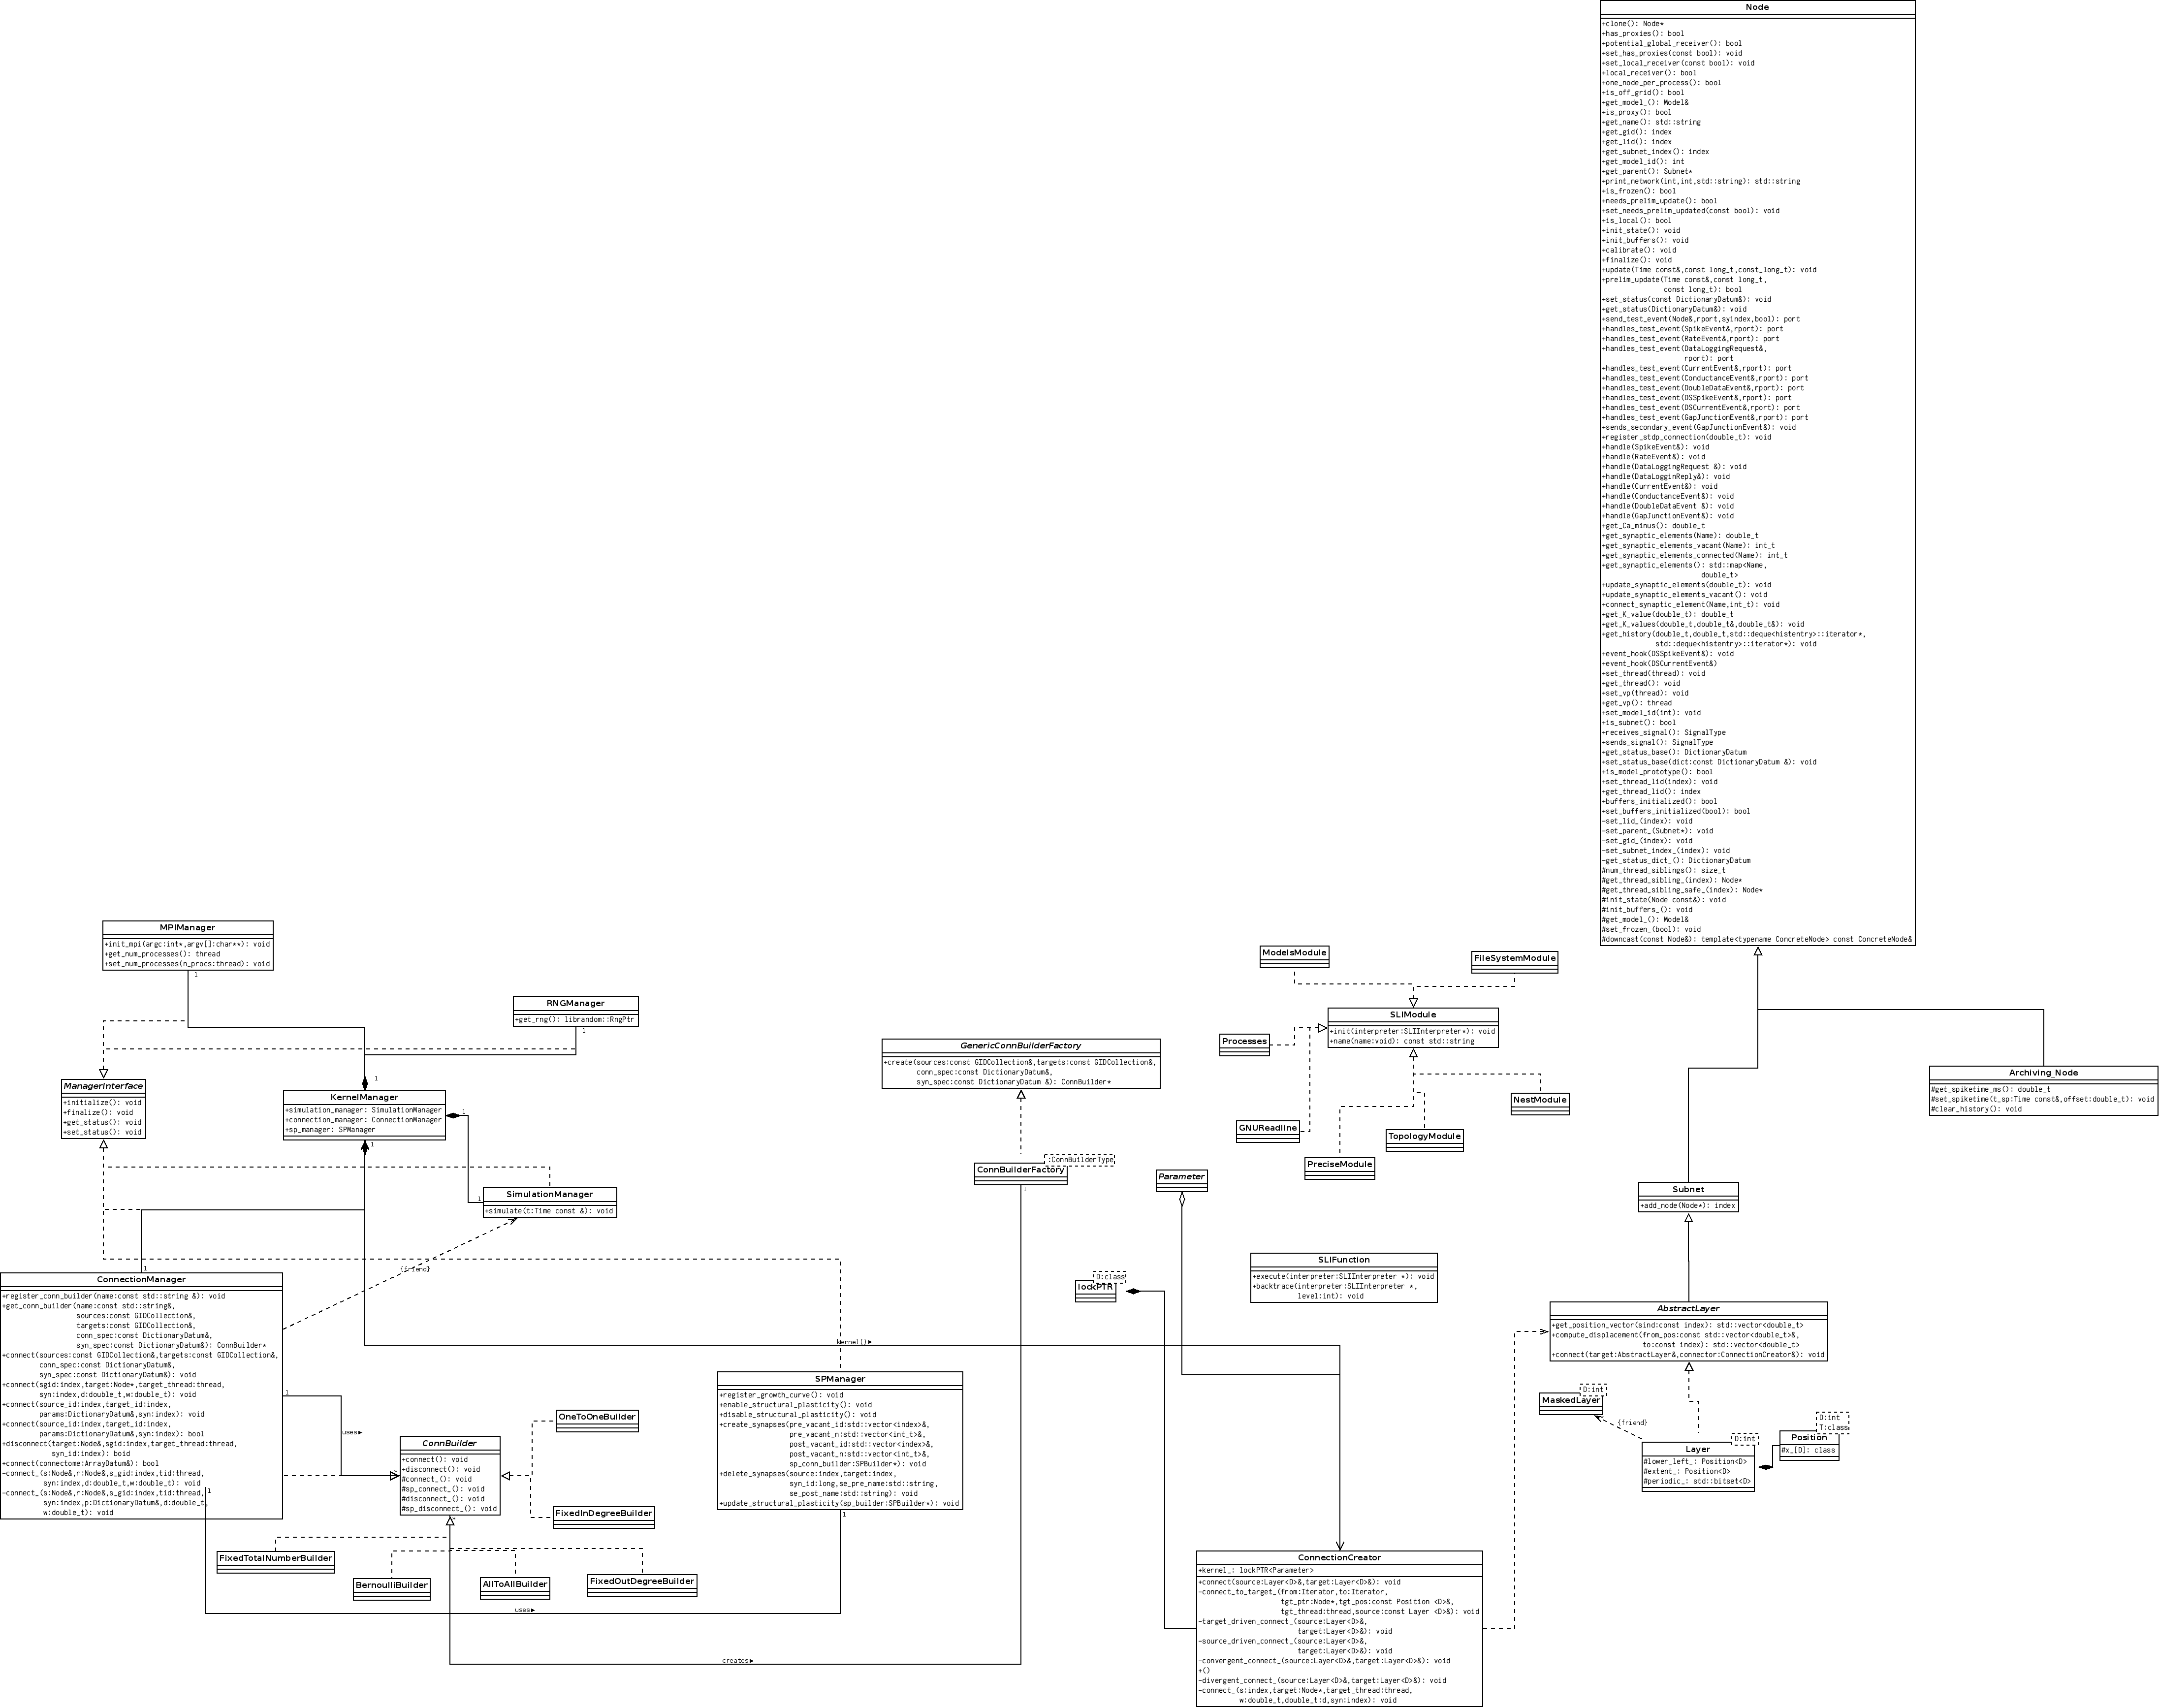 Node
+clone(): Node*
+has_proxies(): bool
+potential_global_receiver(): bool
+set_has_proxies(const bool): void
+set_local_receiver(const bool): void
+local_receiver(): bool
+one_node_per_process(): bool
+is_off_grid(): bool
+get_model_(): Model&
+is_proxy(): bool
+get_name(): std::string
+get_gid(): index
+get_lid(): index
+get_subnet_index(): index
+get_model_id(): int
+get_parent(): Subnet*
+print_network(int,int,std::string): std::string
+is_frozen(): bool
+needs_prelim_update(): bool
+set_needs_prelim_updated(const bool): void
+is_local(): bool
+init_state(): void
+init_buffers(): void
+calibrate(): void
+finalize(): void
+update(Time const&,const long_t,const_long_t): void
+prelim_update(Time const&,const long_t,
const long_t): bool
+set_status(const DictionaryDatum&): void
+get_status(DictionaryDatum&): void
+send_test_event(Node&,rport,syindex,bool): port
+handles_test_event(SpikeEvent&,rport): port
+handles_test_event(RateEvent&,rport): port
+handles_test_event(DataLoggingRequest&,
rport): port
+handles_test_event(CurrentEvent&,rport): port
+handles_test_event(ConductanceEvent&,rport): port
+handles_test_event(DoubleDataEvent&,rport): port
+handles_test_event(DSSpikeEvent&,rport): port
+handles_test_event(DSCurrentEvent&,rport): port
+handles_test_event(GapJunctionEvent&,rport): port
+sends_secondary_event(GapJunctionEvent&): void
+register_stdp_connection(double_t): void
+handle(SpikeEvent&): void
+handle(RateEvent&): void
+handle(DataLoggingRequest &): void
+handle(DataLogginReply&): void
+handle(CurrentEvent&): void
+handle(ConductanceEvent&): void
+handle(DoubleDataEvent &): void
+handle(GapJunctionEvent&): void
+get_Ca_minus(): double_t
+get_synaptic_elements(Name): double_t
+get_synaptic_elements_vacant(Name): int_t
+get_synaptic_elements_connected(Name): int_t
+get_synaptic_elements(): std::map<Name,
double_t>
+update_synaptic_elements(double_t): void
+update_synaptic_elements_vacant(): void
+connect_synaptic_element(Name,int_t): void
+get_K_value(double_t): double_t
+get_K_values(double_t,double_t&,double_t&): void
+get_history(double_t,double_t,std::deque<histentry>::iterator*,
std::deque<histentry>::iterator*): void
+event_hook(DSSpikeEvent&): void
+event_hook(DSCurrentEvent&)
+set_thread(thread): void
+get_thread(): void
+set_vp(thread): void
+get_vp(): thread
+set_model_id(int): void
+is_subnet(): bool
+receives_signal(): SignalType
+sends_signal(): SignalType
+get_status_base(): DictionaryDatum
+set_status_base(dict:const DictionaryDatum &): void
+is_model_prototype(): bool
+set_thread_lid(index): void
+get_thread_lid(): index
+buffers_initialized(): bool
+set_buffers_initialized(bool): bool
-set_lid_(index): void
-set_parent_(Subnet*): void
-set_gid_(index): void
-set_subnet_index_(index): void
-get_status_dict_(): DictionaryDatum
#num_thread_siblings(): size_t
#get_thread_sibling_(index): Node*
#get_thread_sibling_safe_(index): Node*
#init_state(Node const&): void
#init_buffers_(): void
#get_model_(): Model&
#set_frozen_(bool): void
#downcast(const Node&): template<typename ConcreteNode> const ConcreteNode&
MPIManager
+init_mpi(argc:int*,argv[]:char**): void
+get_num_processes(): thread
+set_num_processes(n_procs:thread): void
1
RNGManager
+get_rng(): librandom::RngPtr
1
ManagerInterface
+initialize(): void
+finalize(): void
+get_status(): void
+set_status(): void
1
KernelManager
+simulation_manager: SimulationManager
+connection_manager: ConnectionManager
+sp_manager: SPManager
1
1
1
SimulationManager
+simulate(t:Time const &): void
GenericConnBuilderFactory
+create(sources:const GIDCollection&,targets:const GIDCollection&,
conn_spec:const DictionaryDatum&,
syn_spec:const DictionaryDatum &): ConnBuilder*
:ConnBuilderType
ConnBuilderFactory
1
ModelsModule
FileSystemModule
SLIModule
+init(interpreter:SLIInterpreter*): void
+name(name:void): const std::string
Processes
GNUReadline
PreciseModule
TopologyModule
NestModule
Parameter
SLIFunction
+execute(interpreter:SLIInterpreter *): void
+backtrace(interpreter:SLIInterpreter *,
level:int): void
D:class
lockPTR
Archiving_Node
#get_spiketime_ms(): double_t
#set_spiketime(t_sp:Time const&,offset:double_t): void
#clear_history(): void
Subnet
+add_node(Node*): index
AbstractLayer
+get_position_vector(sind:const index): std::vector<double_t>
+compute_displacement(from_pos:const std::vector<double_t>&,
to:const index): std::vector<double_t>
+connect(target:AbstractLayer&,connector:ConnectionCreator&): void
D:int
MaskedLayer
{friend}
D:int
Layer
#lower_left_: Position<D>
#extent_: Position<D>
#periodic_: std::bitset<D>
D:int
T:class
Position
#x_[D]: class
1
ConnectionManager
+register_conn_builder(name:const std::string &): void
+get_conn_builder(name:const std::string&,
sources:const GIDCollection&,
targets:const GIDCollection&,
conn_spec:const DictionaryDatum&,
syn_spec:const DictionaryDatum&): ConnBuilder*
+connect(sources:const GIDCollection&,targets:const GIDCollection&,
conn_spec:const DictionaryDatum&,
syn_spec:const DictionaryDatum&): void
+connect(sgid:index,target:Node*,target_thread:thread,
syn:index,d:double_t,w:double_t): void
+connect(source_id:index,target_id:index,
params:DictionaryDatum&,syn:index): void
+connect(source_id:index,target_id:index,
params:DictionaryDatum&,syn:index): bool
+disconnect(target:Node&,sgid:index,target_thread:thread,
syn_id:index): boid
+connect(connectome:ArrayDatum&): bool
-connect_(s:Node&,r:Node&,s_gid:index,tid:thread,
syn:index,d:double_t,w:double_t): void
-connect_(s:Node&,r:Node&,s_gid:index,tid:thread,
syn:index,p:DictionaryDatum&,d:double_t,
w:double_t): void
{friend}
kernel()
1
uses
1
ConnBuilder
+connect(): void
+disconnect(): void
#connect_(): void
#sp_connect_(): void
#disconnect_(): void
#sp_disconnect_(): void
*
*
OneToOneBuilder
FixedInDegreeBuilder
FixedTotalNumberBuilder
BernoulliBuilder
AllToAllBuilder
FixedOutDegreeBuilder
SPManager
+register_growth_curve(): void
+enable_structural_plasticity(): void
+disable_structural_plasticity(): void
+create_synapses(pre_vacant_id:std::vector<index>&,
pre_vacant_n:std::vector<int_t>&,
post_vacant_id:std::vector<index>&,
post_vacant_n:std::vector<int_t>&,
sp_conn_builder:SPBuilder*): void
+delete_synapses(source:index,target:index,
syn_id:long,se_pre_name:std::string,
se_post_name:std::string): void
+update_structural_plasticity(sp_builder:SPBuilder*): void
1
uses
creates
ConnectionCreator
+kernel_: lockPTR<Parameter>
+connect(source:Layer<D>&,target:Layer<D>&): void
-connect_to_target_(from:Iterator,to:Iterator,
tgt_ptr:Node*,tgt_pos:const Position <D>&,
tgt_thread:thread,source:const Layer <D>&): void
-target_driven_connect_(source:Layer<D>&,
target:Layer<D>&): void
-source_driven_connect_(source:Layer<D>&,
target:Layer<D>&): void
-convergent_connect_(source:Layer<D>&,target:Layer<D>&): void
+()
-divergent_connect_(source:Layer<D>&,target:Layer<D>&): void
-connect_(s:index,target:Node*,target_thread:thread,
w:double_t,double_t:d,syn:index): void